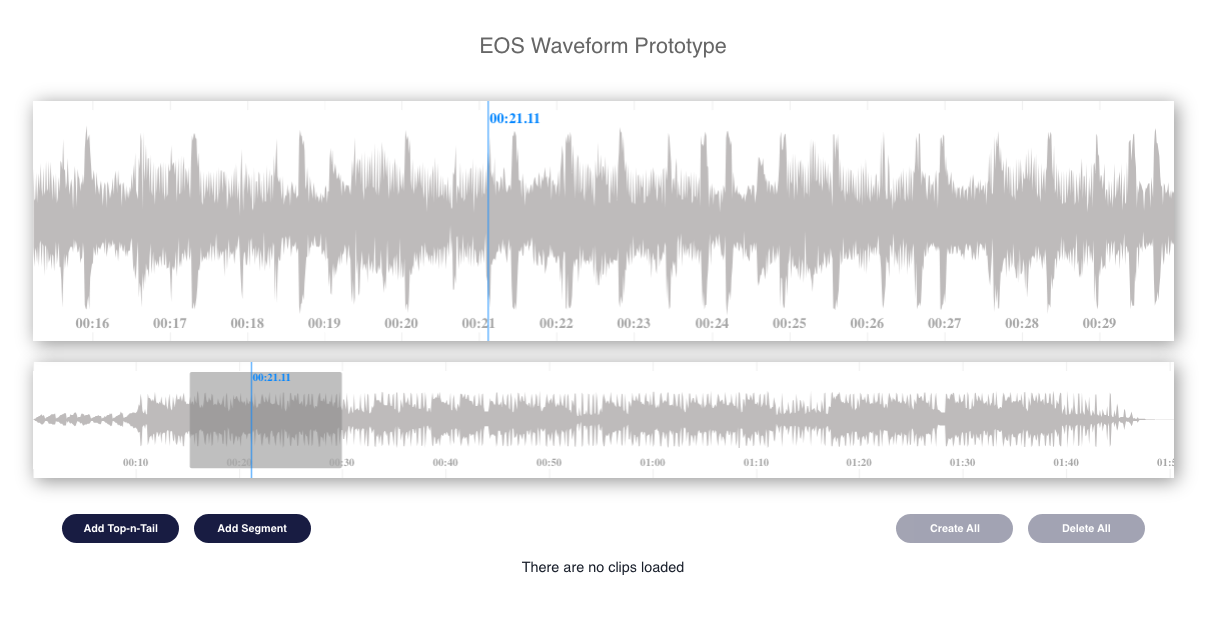 EOS Waveform Prototype
00:21.11
00:16 00:17 00:18 00:19 00:20 00:21 00:22 00:23 00:24 00:25 00:26 00:27 00:28 00:29
00:21.11
00:10 00:20 00:30 00:40 00:50 01:00 01:10 01:20 01:30 01:40 01:5
Add Top-n-Tail Add Segment Create All Delete All
There are no clips loaded